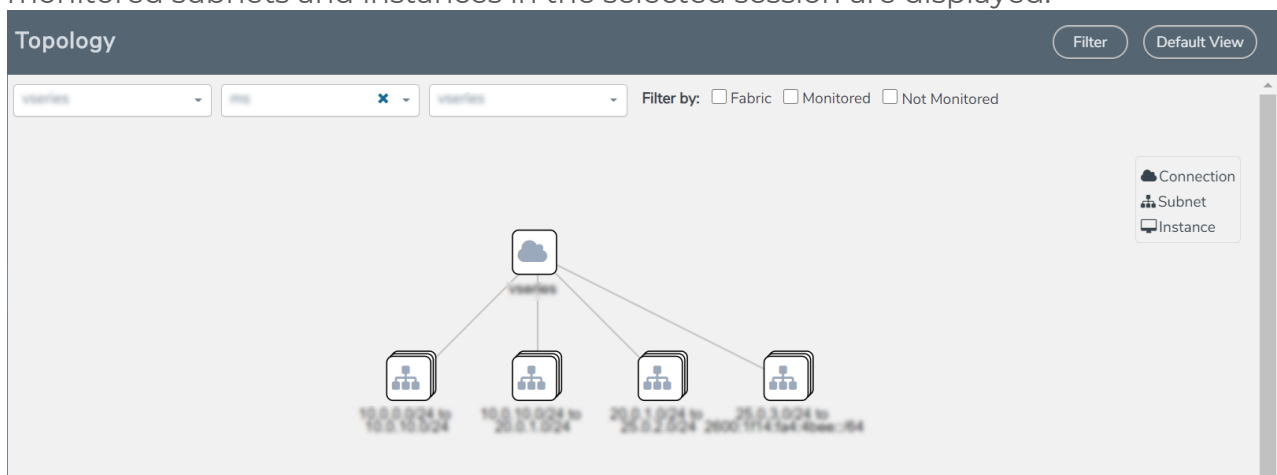 monitored subnets and instances in the selected session are displayed.
Topology
Filter
Default View
vseries
ms
vseries
Filter by: Fabric Monitored Not Monitored
Connection
Subnet
Instance
vseries
10.0.0.0/24 to
10.0.10.0/24
10.0.10.0/24 to
20.0.1.0/24
20.0.1.0/24 to
25.0.2.0/24
25.0.3.0/24 to